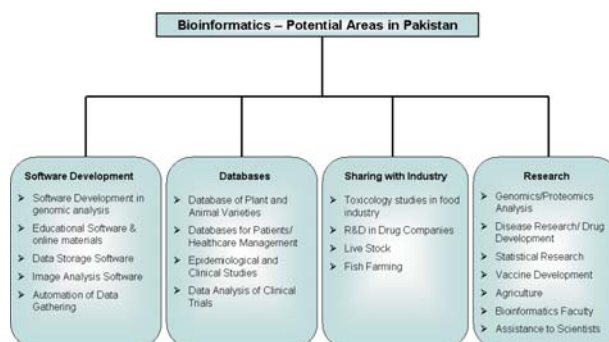 Bioinformatics – Potential Areas in Pakistan
Software Development
➤ Software Development in
genomic analysis
➤ Educational Software &
online materials
➤ Data Storage Software
➤ Image Analysis Software
➤ Automation of Data
Gathering
Databases
➤ Database of Plant and
Animal Varieties
➤ Databases for Patients/
Healthcare Management
➤ Epidemiological and
Clinical Studies
➤ Data Analysis of Clinical
Trials
Sharing with Industry
➤ Toxicology studies in food
industry
➤ R&D in Drug Companies
➤ Live Stock
➤ Fish Farming
Research
➤ Genomics/Proteomics
Analysis
➤ Disease Research/ Drug
Development
➤ Statistical Research
➤ Vaccine Development
➤ Agriculture
➤ Bioinformatics Faculty
➤ Assistance to Scientists